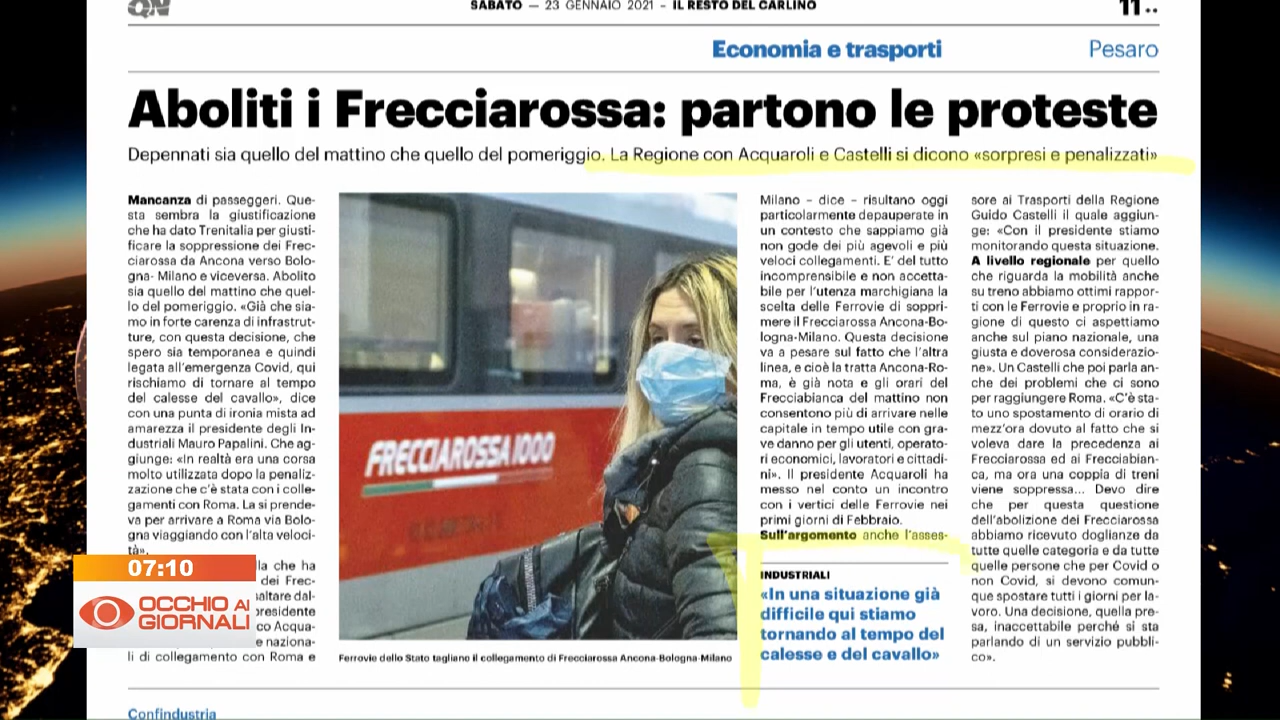 QN
SABATO — 23 GENNAIO 2021 – IL RESTO DEL CARLINO
11 ••
Economia e trasporti
Pesaro
Aboliti i Frecciarossa: partono le proteste
Depennati sia quello del mattino che quello del pomeriggio. La Regione con Acquaroli e Castelli si dicono «sorpresi e penalizzati»
Mancanza di passeggeri. Que-
sta sembra la giustificazione
che ha dato Trenitalia per giusti-
ficare la soppressione dei Frec-
ciarossa da Ancona verso Bolo-
gna- Milano e viceversa. Abolito
sia quello del mattino che quel-
lo del pomeriggio. «Già che sia-
mo in forte carenza di infrastrut-
ture, con questa decisione, che
spero sia temporanea e quindi
legata all'emergenza Covid, qui
rischiamo di tornare al tempo
del calesse del cavallo», dice
con una punta di ironia mista ad
amarezza il presidente degli In-
dustriali Mauro Papalini. Che ag-
giunge: «In realtà era una corsa
molto utilizzata dopo la penaliz-
zazione che c'è stata con i colle-
gamenti con Roma. La si prende-
va per arrivare a Roma via Bolo-
gna viaggiando con l'alta veloci-
tà».
la che ha
dei Frec-
saltare dal-
presidente
co Acqua-
e naziona-
li di collegamento con Roma e
FRECCIAROSSA 1000
Ferrovie dello Stato tagliano il collegamento di Frecciarossa Ancona-Bologna-Milano
Milano – dice – risultano oggi
particolarmente depauperate in
un contesto che sappiamo già
non gode dei più agevoli e più
veloci collegamenti. E' del tutto
incomprensibile e non accetta-
bile per l'utenza marchigiana la
scelta delle Ferrovie di soppri-
mere il Frecciarossa Ancona-Bo-
logna-Milano. Questa decisione
va a pesare sul fatto che l'altra
linea, e cioè la tratta Ancona-Ro-
ma, è già nota e gli orari del
Frecciabianca del mattino non
consentono più di arrivare nelle
capitale in tempo utile con gra-
ve danno per gli utenti, operato-
ri economici, lavoratori e cittadi-
ni». Il presidente Acquaroli ha
messo nel conto un incontro
con i vertici delle Ferrovie nei
primi giorni di Febbraio.
Sull'argomento anche l'asses-
INDUSTRIALI
«In una situazione già
difficile qui stiamo
tornando al tempo del
calesse e del cavallo»
sore ai Trasporti della Regione
Guido Castelli il quale aggiun-
ge: «Con il presidente stiamo
monitorando questa situazione.
A livello regionale per quello
che riguarda la mobilità anche
su treno abbiamo ottimi rappor-
ti con le Ferrovie e proprio in ra-
gione di questo ci aspettiamo
anche sul piano nazionale, una
giusta e doverosa considerazio-
ne». Un Castelli che poi parla an-
che dei problemi che ci sono
per raggiungere Roma. «C'è sta-
to uno spostamento di orario di
mezz'ora dovuto al fatto che si
voleva dare la precedenza ai
Frecciarossa ed ai Frecciabian-
ca, ma ora una coppia di treni
viene soppressa... Devo dire
che per questa questione
dell'abolizione dei Frecciarossa
abbiamo ricevuto doglianze da
tutte quelle categoria e da tutte
quelle persone che per Covid o
non Covid, si devono comun-
que spostare tutti i giorni per la-
voro. Una decisione, quella pre-
sa, inaccettabile perché si sta
parlando di un servizio pubbli-
co».
07:10
OCCHIO AI
GIORNALI
Confindustria